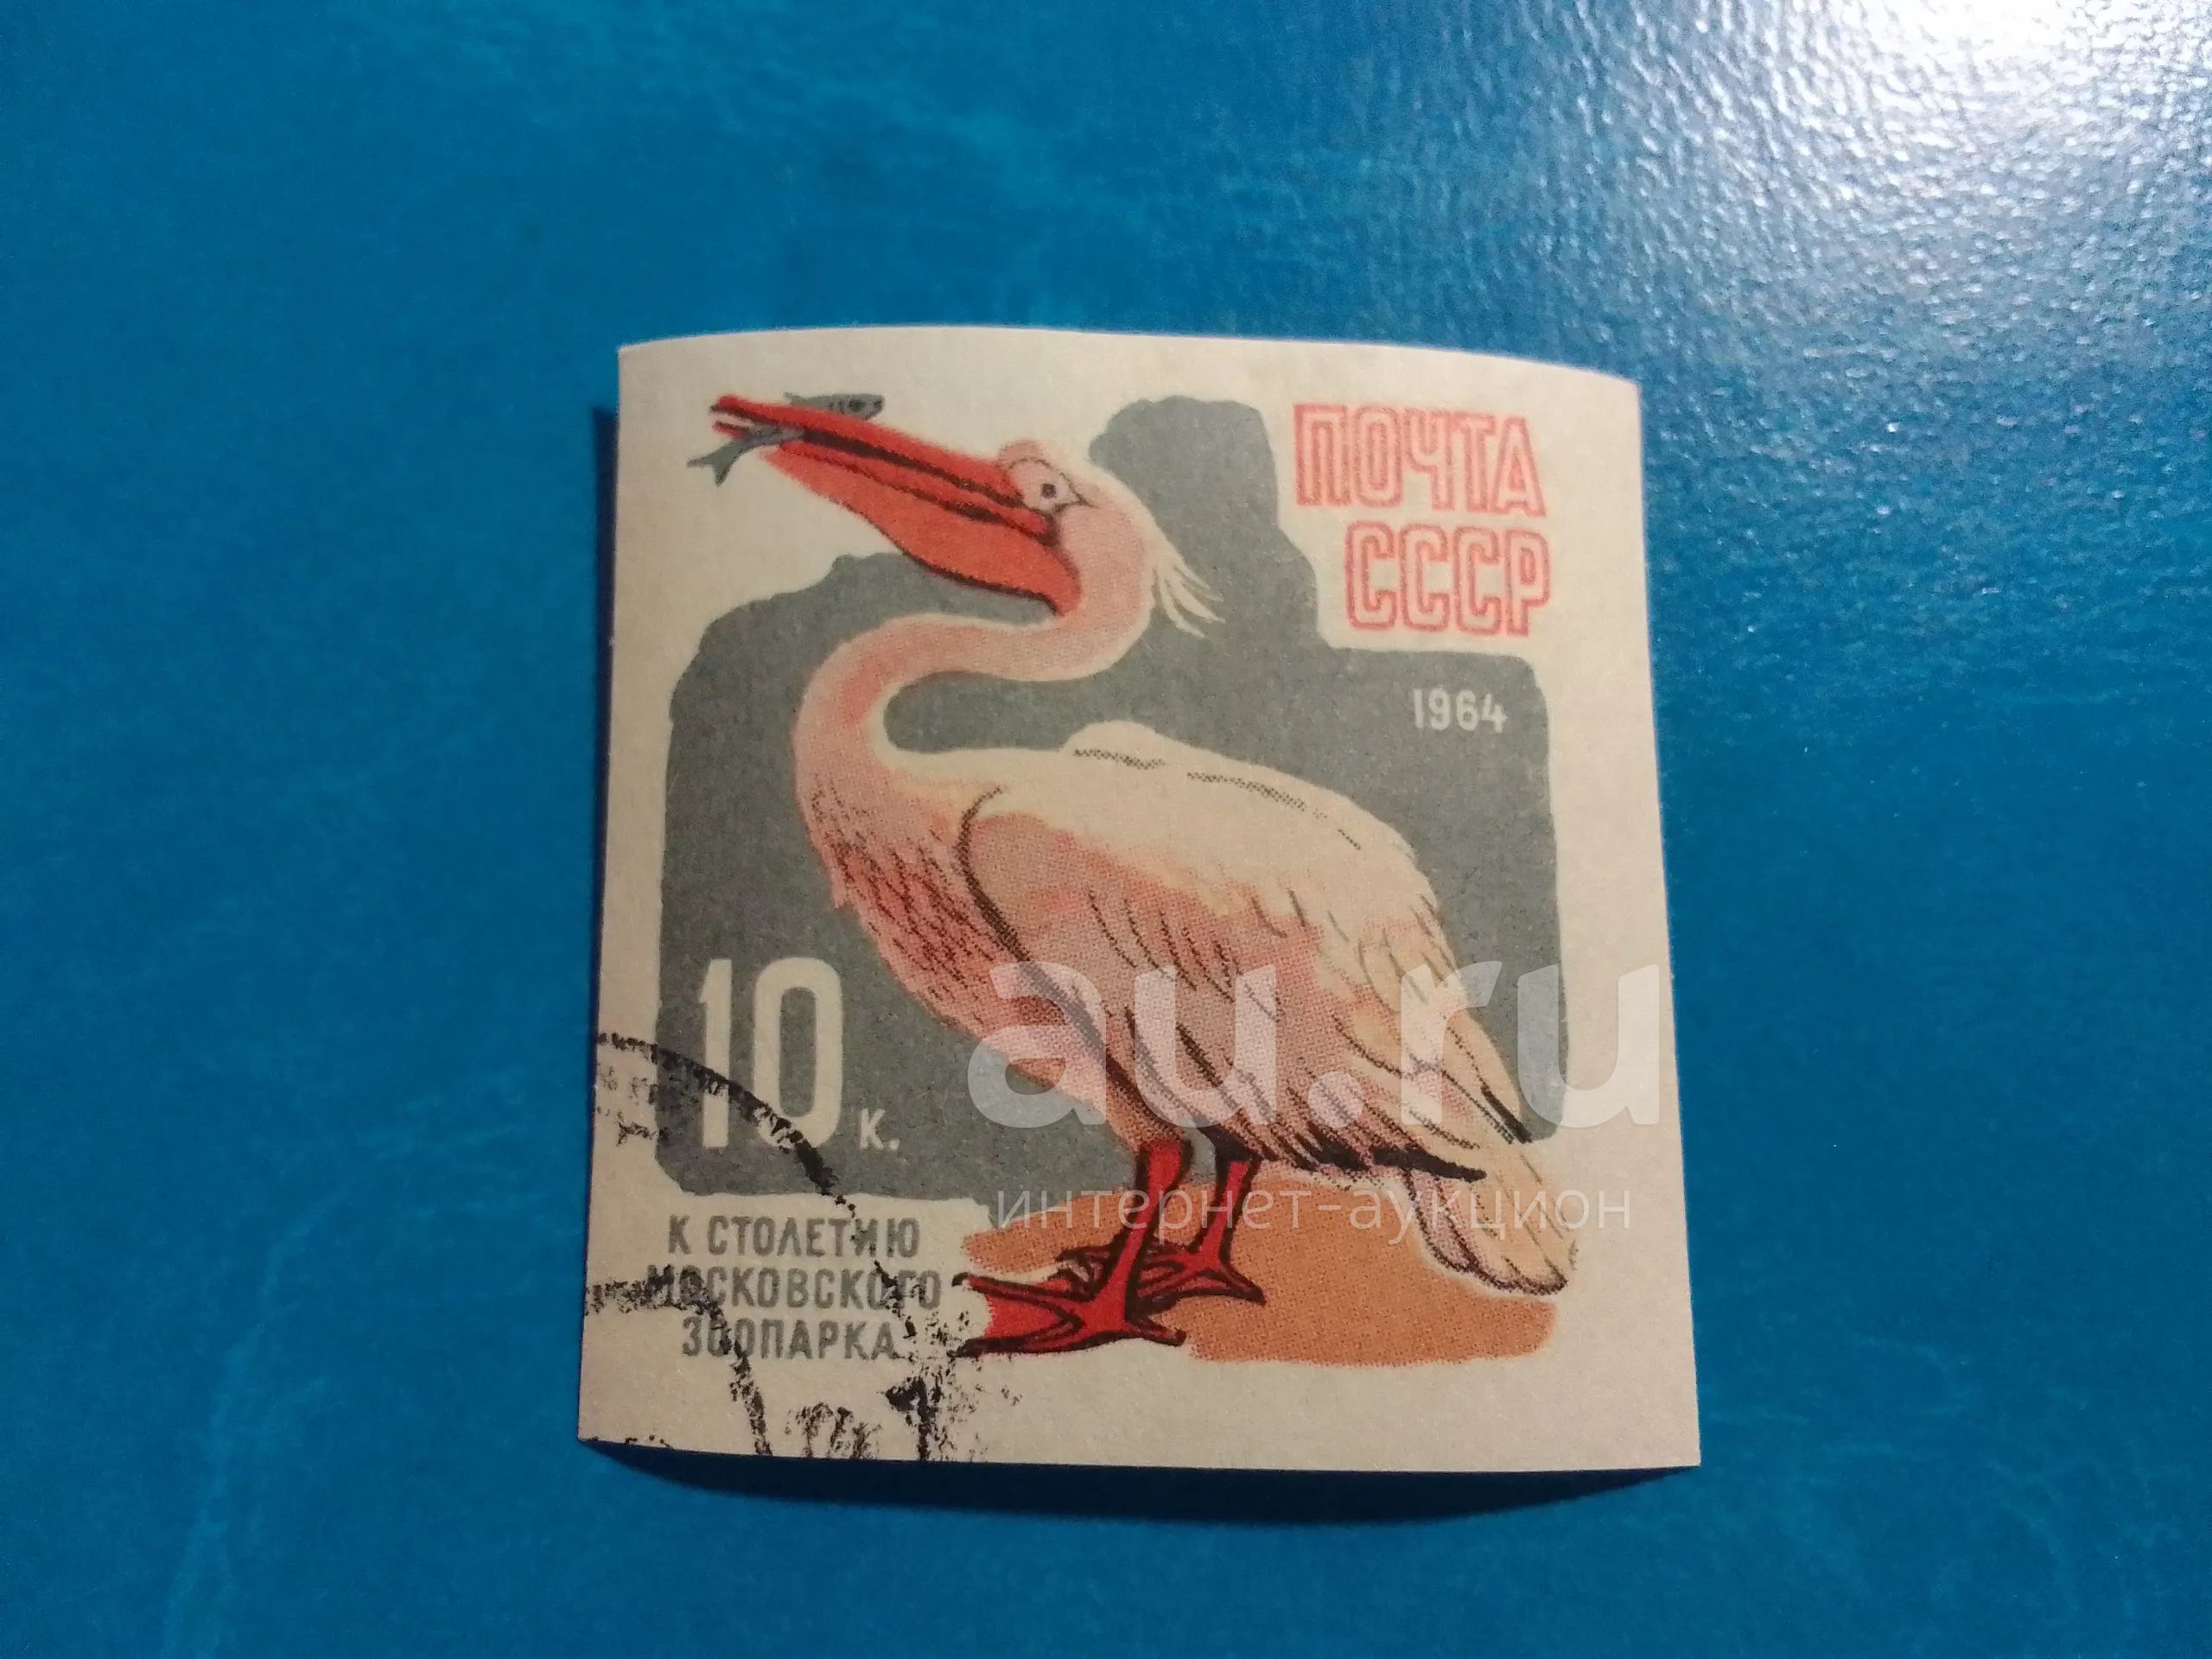 ПОЧТА
СССР
1964
10 к.
К СТОЛЕТИЮ
МОСКОВСКОГО
ЗООПАРКА
au.ru
интернет-аукцион